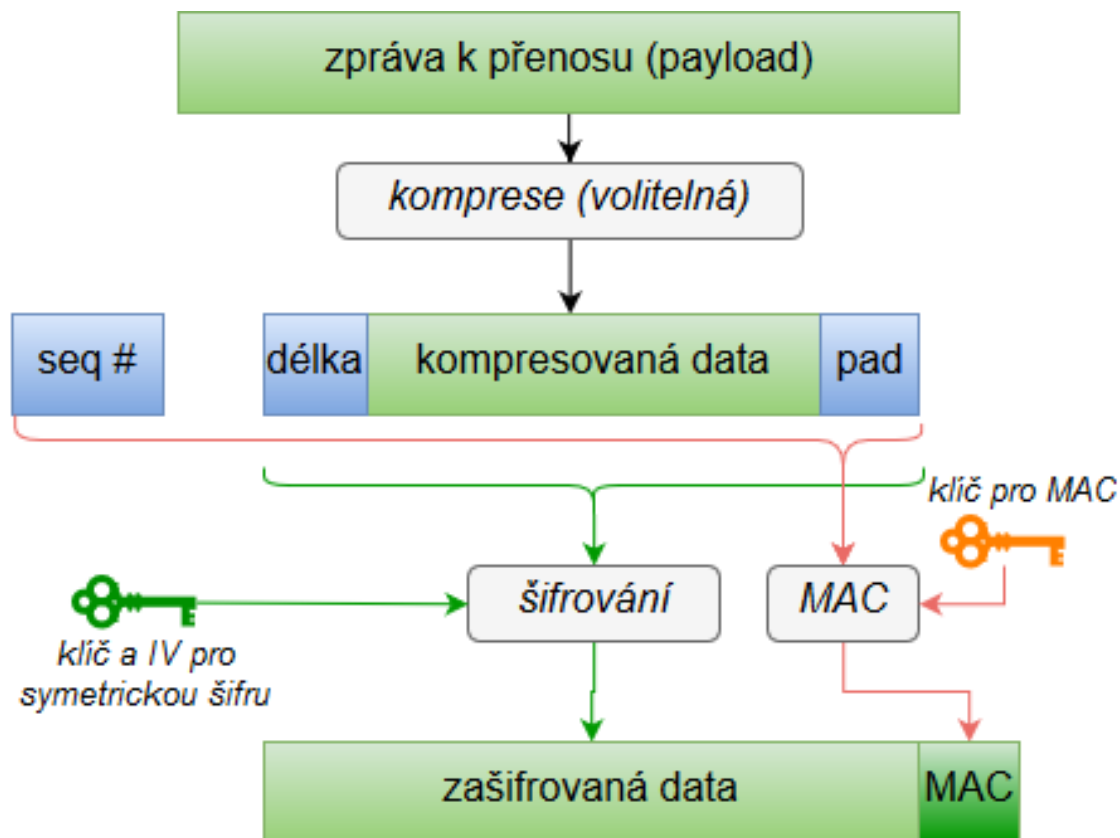 zpráva k přenosu (payload)
komprese (volitelná)
seq #
délka
kompresovaná data
pad
klíč pro MAC
šifrování
MAC
klíč a IV pro
symetrickou šifru
zašifrovaná data
MAC